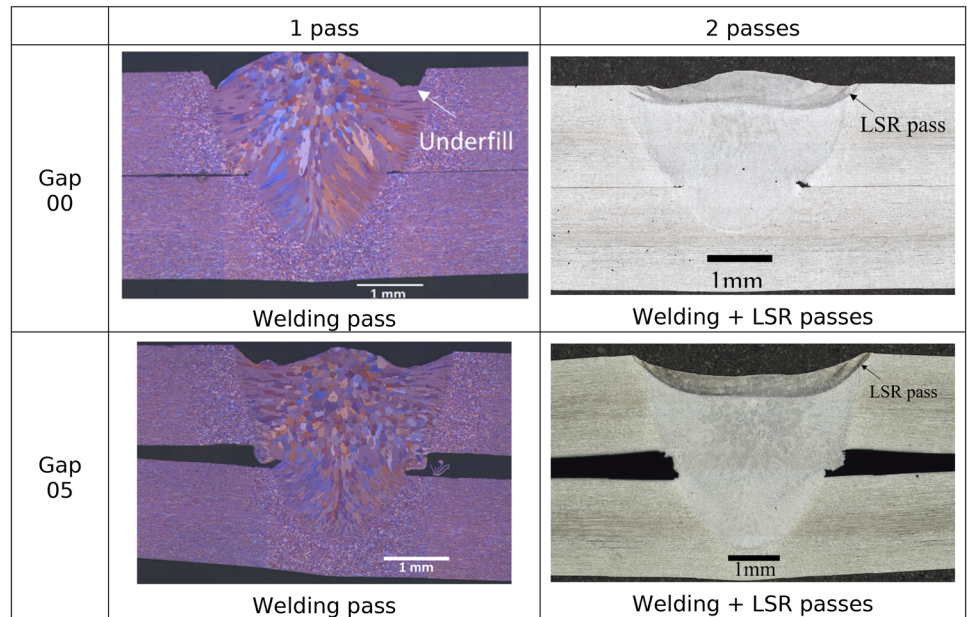 1 pass
2 passes
Gap
00
Underfill
1 mm
Welding pass
LSR pass
1mm
Welding + LSR passes
Gap
05
1 mm
Welding pass
LSR pass
1mm
Welding + LSR passes